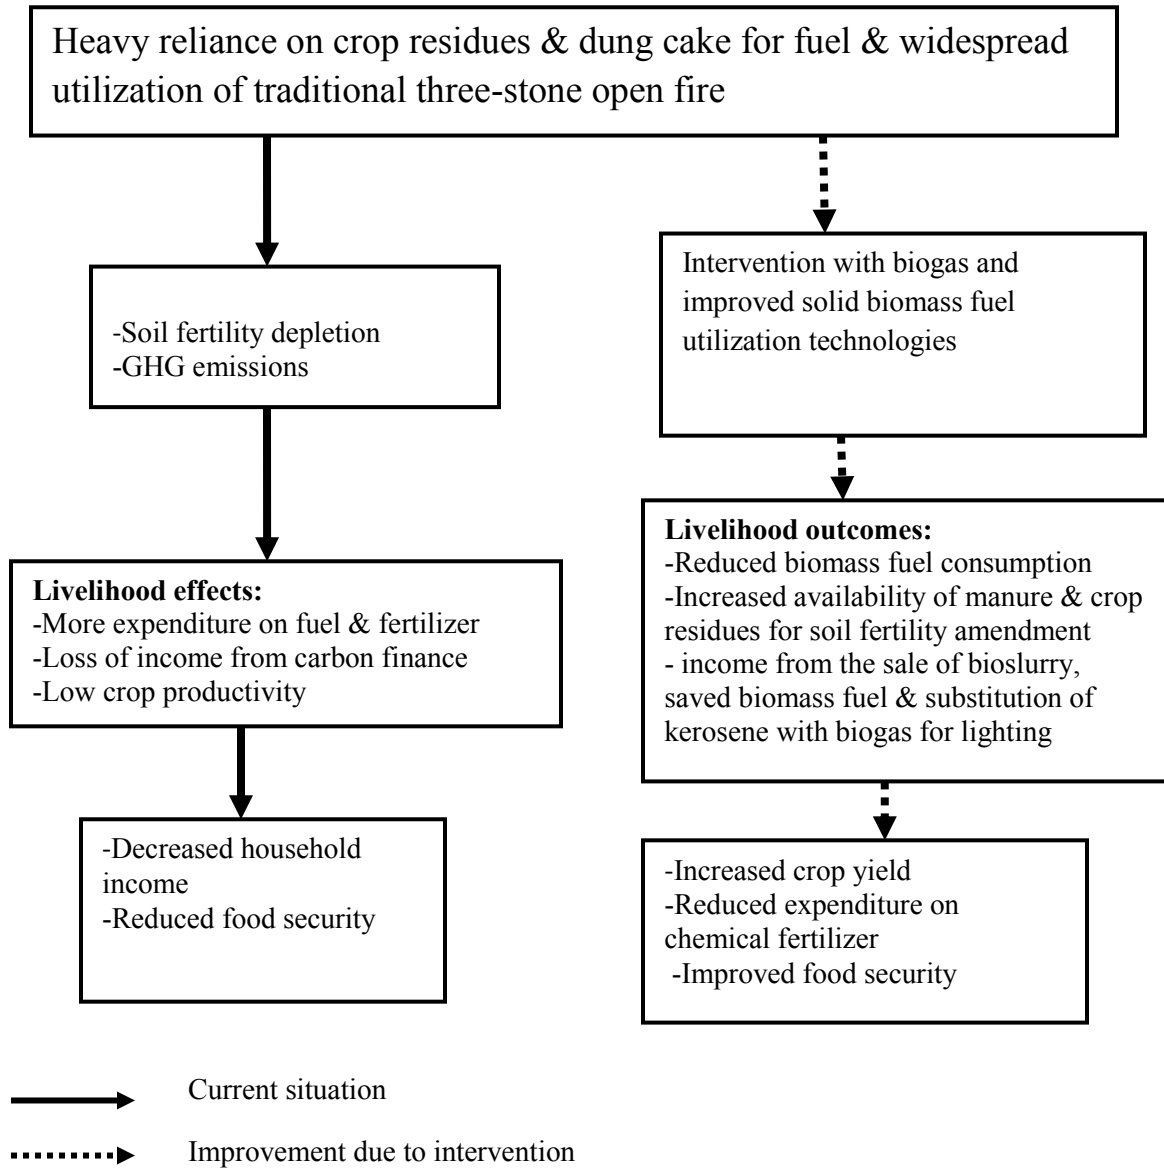 Heavy reliance on crop residues & dung cake for fuel & widespread
utilization of traditional three-stone open fire
-Soil fertility depletion
-GHG emissions
Livelihood effects:
-More expenditure on fuel & fertilizer
-Loss of income from carbon finance
-Low crop productivity
-Decreased household
income
-Reduced food security
Intervention with biogas and
improved solid biomass fuel
utilization technologies
Livelihood outcomes:
-Reduced biomass fuel consumption
-Increased availability of manure & crop
residues for soil fertility amendment
- income from the sale of bioslurry,
saved biomass fuel & substitution of
kerosene with biogas for lighting
-Increased crop yield
-Reduced expenditure on
chemical fertilizer
-Improved food security
Current situation
Improvement due to intervention